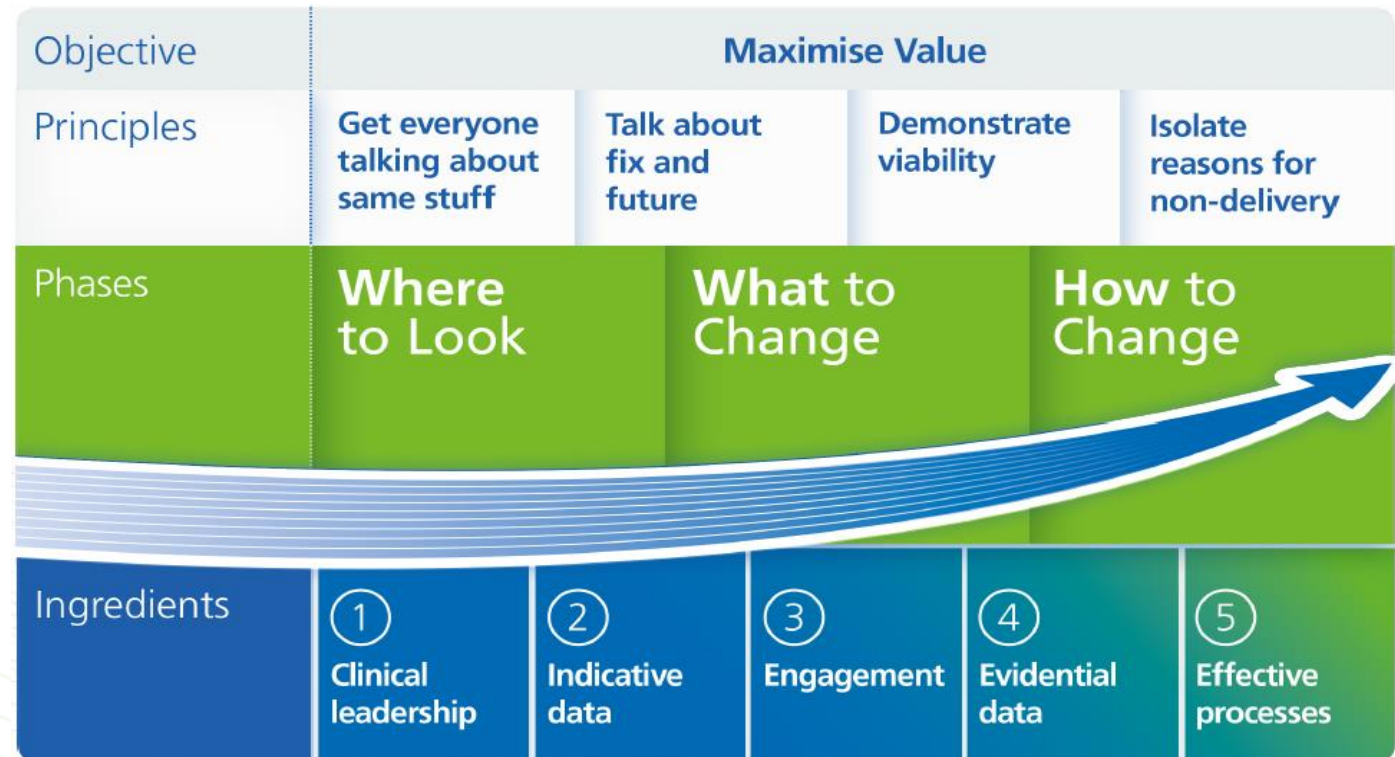 Objective
Maximise Value
Principles
Get everyone
talking about
same stuff
Talk about
fix and
future
Demonstrate
viability
Isolate
reasons for
non-delivery
Phases
Where
to Look
What to
Change
How to
Change
Ingredients
1
Clinical
leadership
2
Indicative
data
3
Engagement
4
Evidential
data
5
Effective
processes